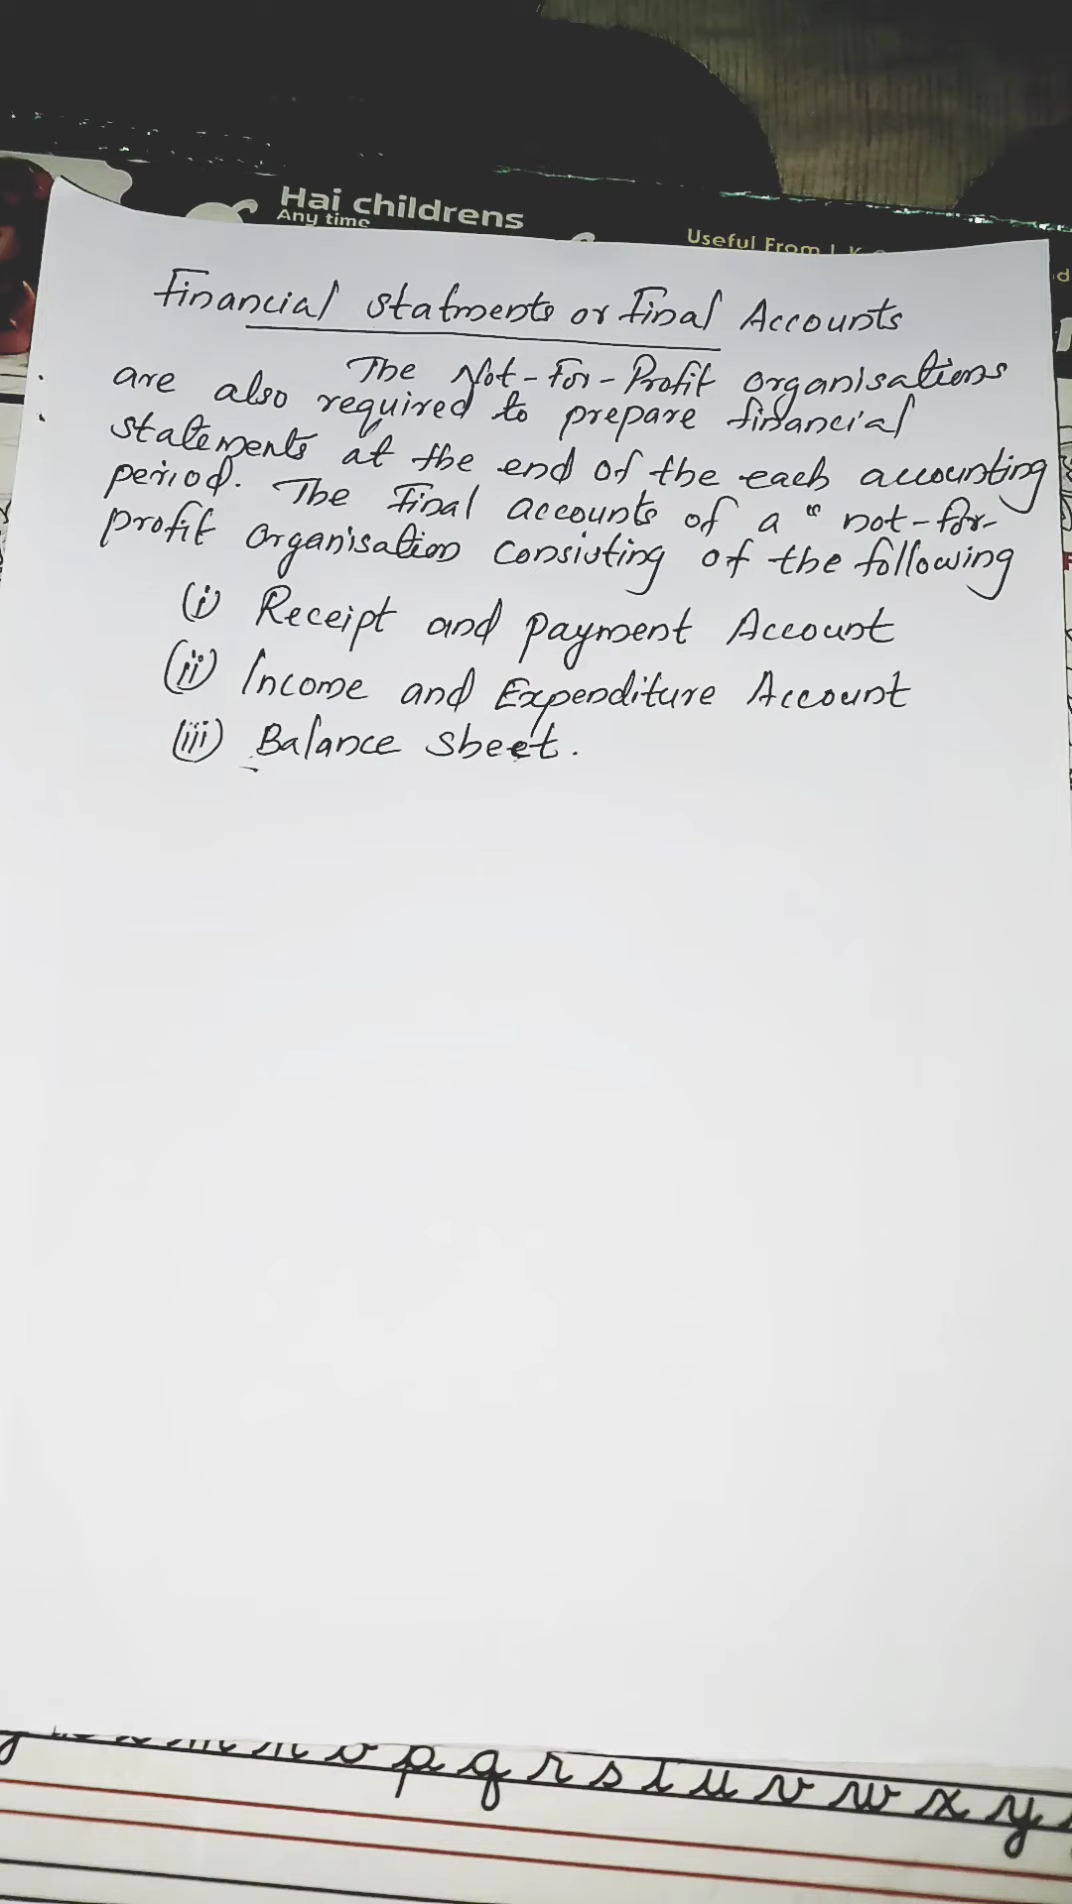 Hai childrens
Any time
Useful From L.K.
Financial statments or Final Accounts
The Not-For-Profit organisations
are also required to prepare financial
statements at the end of the each accounting
period. The Final accounts of a " not-for-
profit organisation consisting of the following
(i) Receipt and payment Account
(ii) Income and Expenditure Account
(iii) Balance sheet.
m n o p q r s t u v w x y